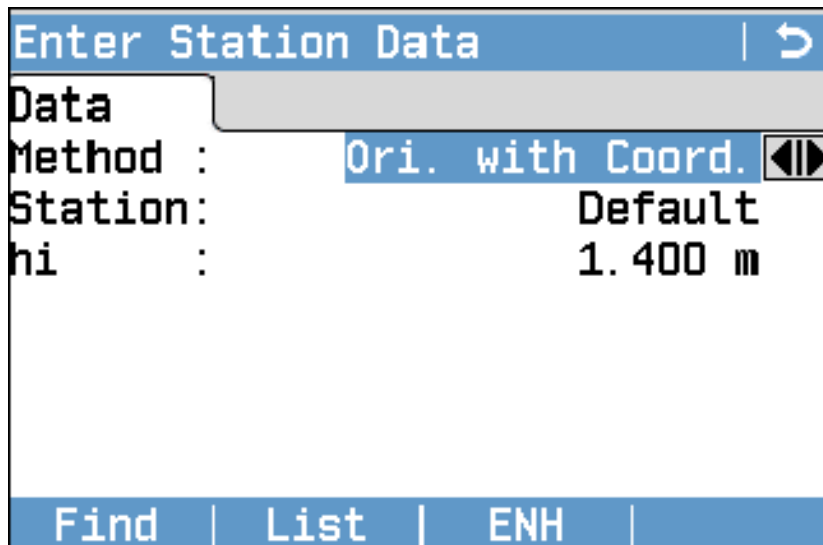 Enter Station Data
Data
Method : Ori. with Coord.
Station: Default
hi : 1.400 m
Find | List | ENH |